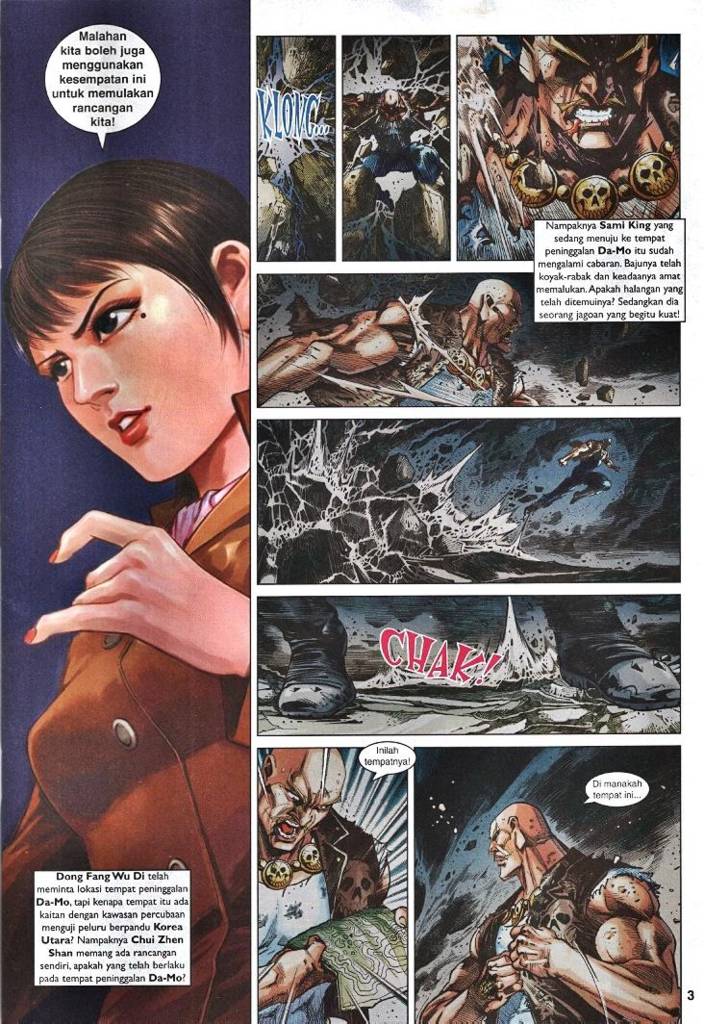 Malahan
kita boleh juga
menggunakan
kesempatan ini
untuk memulakan
rancangan
kita!
KLONG...
Nampaknya Sami King yang
sedang menuju ke tempat
peninggalan Da-Mo itu sudah
mengalami cabaran. Bajunya telah
koyak-rabak dan keadaanya amat
memalukan. Apakah halangan yang
telah ditemuinya? Sedangkan dia
seorang jagoan yang begitu kuat!
CHAK!
Inilah
tempatnya!
Di manakah
tempat ini...
Dong Fang Wu Di telah
meminta lokasi tempat peninggalan
Da-Mo, tapi kenapa tempat itu ada
kaitan dengan kawasan percubaan
menguji peluru berpandu Korea
Utara? Nampaknya Chui Zhen
Shan memang ada rancangan
sendiri, apakah yang telah berlaku
pada tempat peninggalan Da-Mo?
3